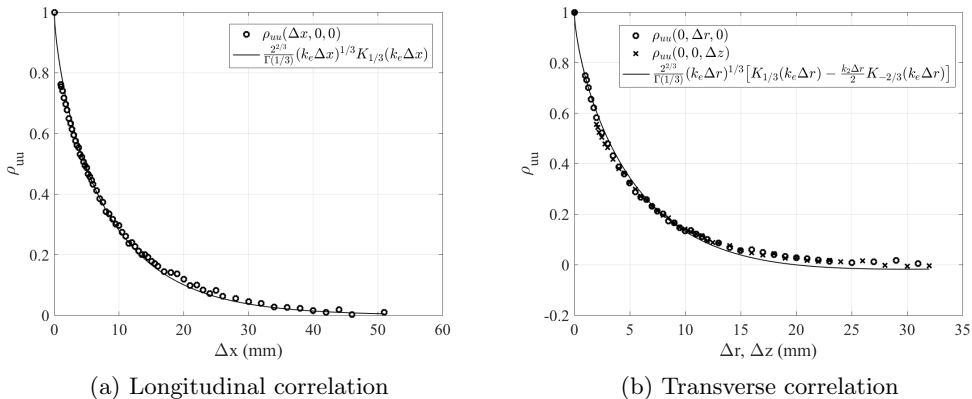 1
0.8
0.6
0.4
0.2
0
0 10 20 30 40 50 60
ρuu
Δx (mm)
ρuu(Δx, 0, 0)
2^{2/3}/Γ(1/3) (keΔx)^{1/3} K1/3(keΔx)
(a) Longitudinal correlation
1
0.8
0.6
0.4
0.2
0
-0.2
0 5 10 15 20 25 30 35
ρuu
Δr, Δz (mm)
ρuu(0, Δr, 0)
ρuu(0, 0, Δz)
2^{2/3}/Γ(1/3) (keΔr)^{1/3} [K1/3(keΔr) − k2Δr/2 K−2/3(keΔr)]
(b) Transverse correlation